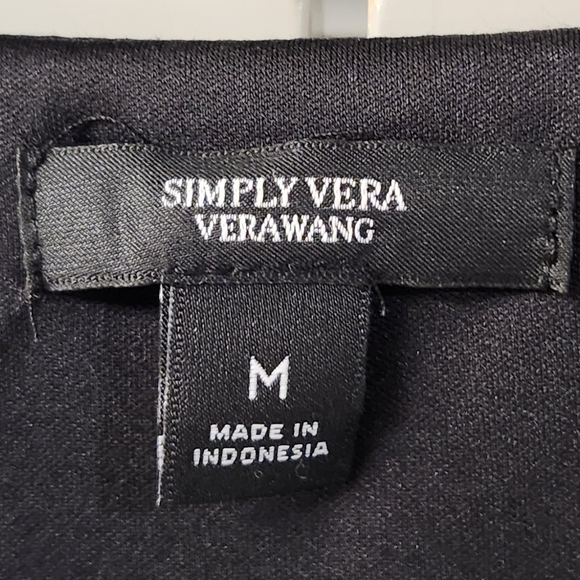 SIMPLY VERA
VERAWANG
M
MADE IN
INDONESIA